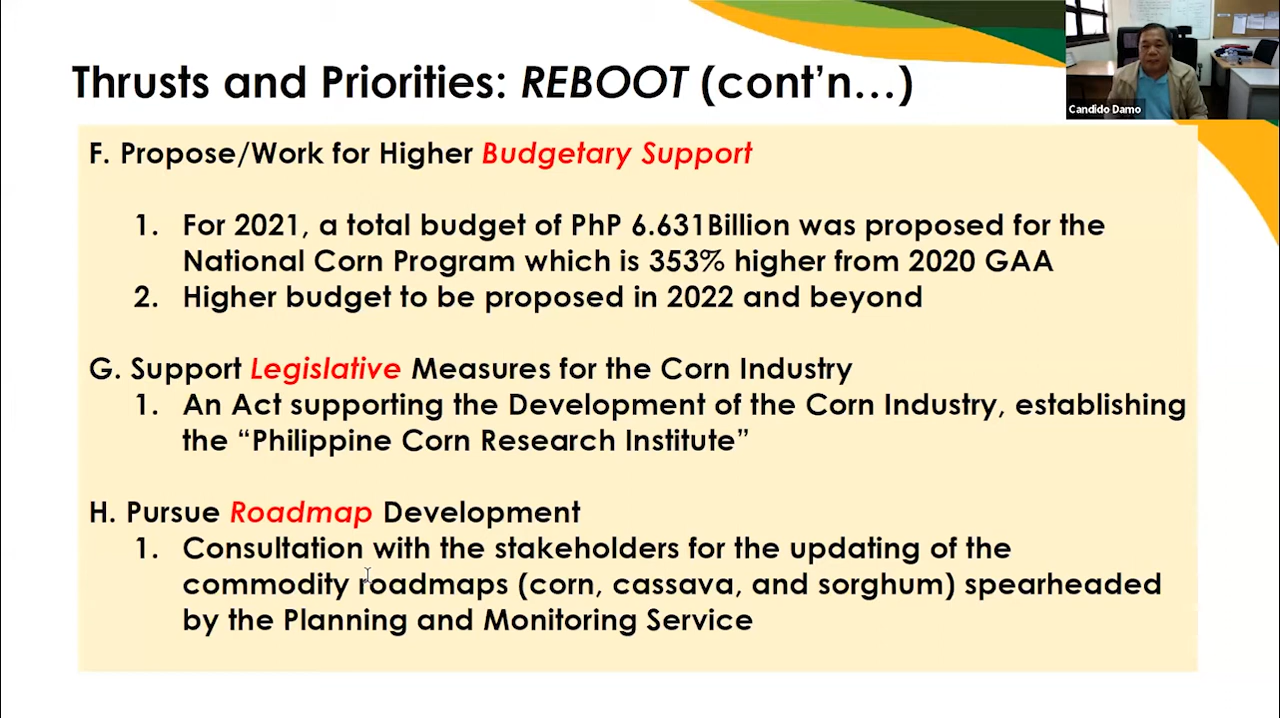 Thrusts and Priorities: REBOOT (cont’n...)
Candido Damo
F. Propose/Work for Higher Budgetary Support
1. For 2021, a total budget of PhP 6.631Billion was proposed for the
National Corn Program which is 353% higher from 2020 GAA
2. Higher budget to be proposed in 2022 and beyond
G. Support Legislative Measures for the Corn Industry
1. An Act supporting the Development of the Corn Industry, establishing
the “Philippine Corn Research Institute”
H. Pursue Roadmap Development
1. Consultation with the stakeholders for the updating of the
commodity roadmaps (corn, cassava, and sorghum) spearheaded
by the Planning and Monitoring Service